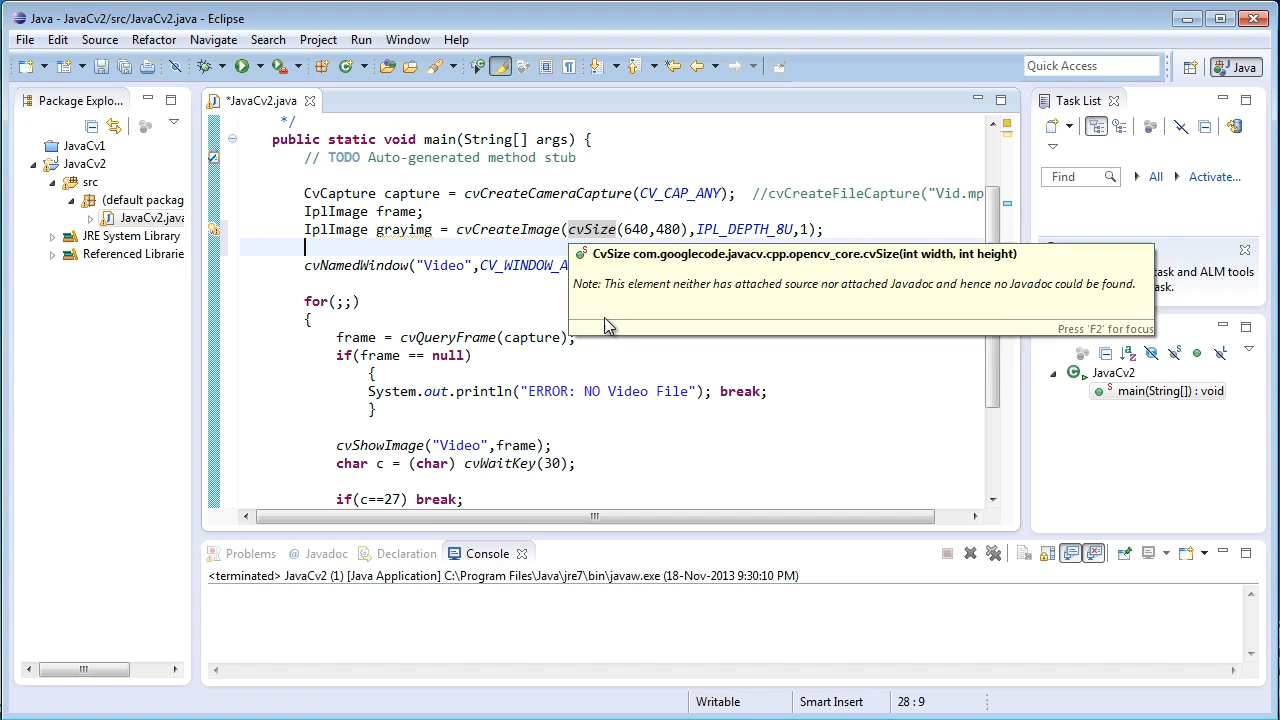 Java - JavaCv2/src/JavaCv2.java - Eclipse
File Edit Source Refactor Navigate Search Project Run Window Help
Quick Access
Java
Package Explo...
*JavaCv2.java
Task List
JavaCv1
JavaCv2
src
(default packag
JavaCv2.java
JRE System Library
Referenced Librarie
*/
public static void main(String[] args) {
// TODO Auto-generated method stub
CvCapture capture = cvCreateCameraCapture(CV_CAP_ANY);  //cvCreateFileCapture("Vid.mp
IplImage frame;
IplImage grayimg = cvCreateImage(cvSize(640,480),IPL_DEPTH_8U,1);
cvNamedWindow("Video",CV_WINDOW_A
for(;;)
{
frame = cvQueryFrame(capture);
if(frame == null)
{
System.out.println("ERROR: NO Video File"); break;
}
cvShowImage("Video",frame);
char c = (char) cvWaitKey(30);
if(c==27) break;
CvSize com.googlecode.javacv.cpp.opencv_core.cvSize(int width, int height)
Note: This element neither has attached source nor attached Javadoc and hence no Javadoc could be found.
Press 'F2' for focus
Find
All
Activate...
task and ALM tools
task.
JavaCv2
main(String[]) : void
Problems @ Javadoc Declaration Console
<terminated> JavaCv2 (1) [Java Application] C:\Program Files\Java\jre7\bin\javaw.exe (18-Nov-2013 9:30:10 PM)
Writable
Smart Insert
28 : 9